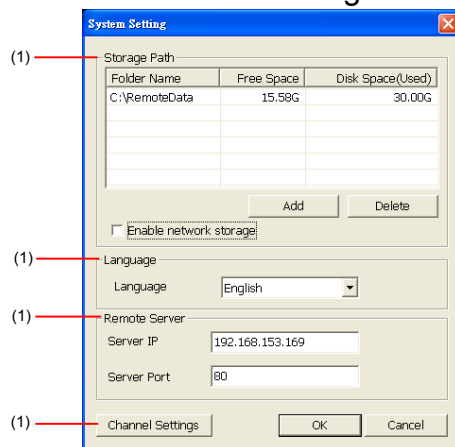 System Setting
(1)
Storage Path
Folder Name Free Space Disk Space(Used)
C:\RemoteData 15.58G 30.00G
Add Delete
Enable network storage
(1)
Language
Language English
(1)
Remote Server
Server IP 192.168.153.169
Server Port 80
(1)
Channel Settings OK Cancel